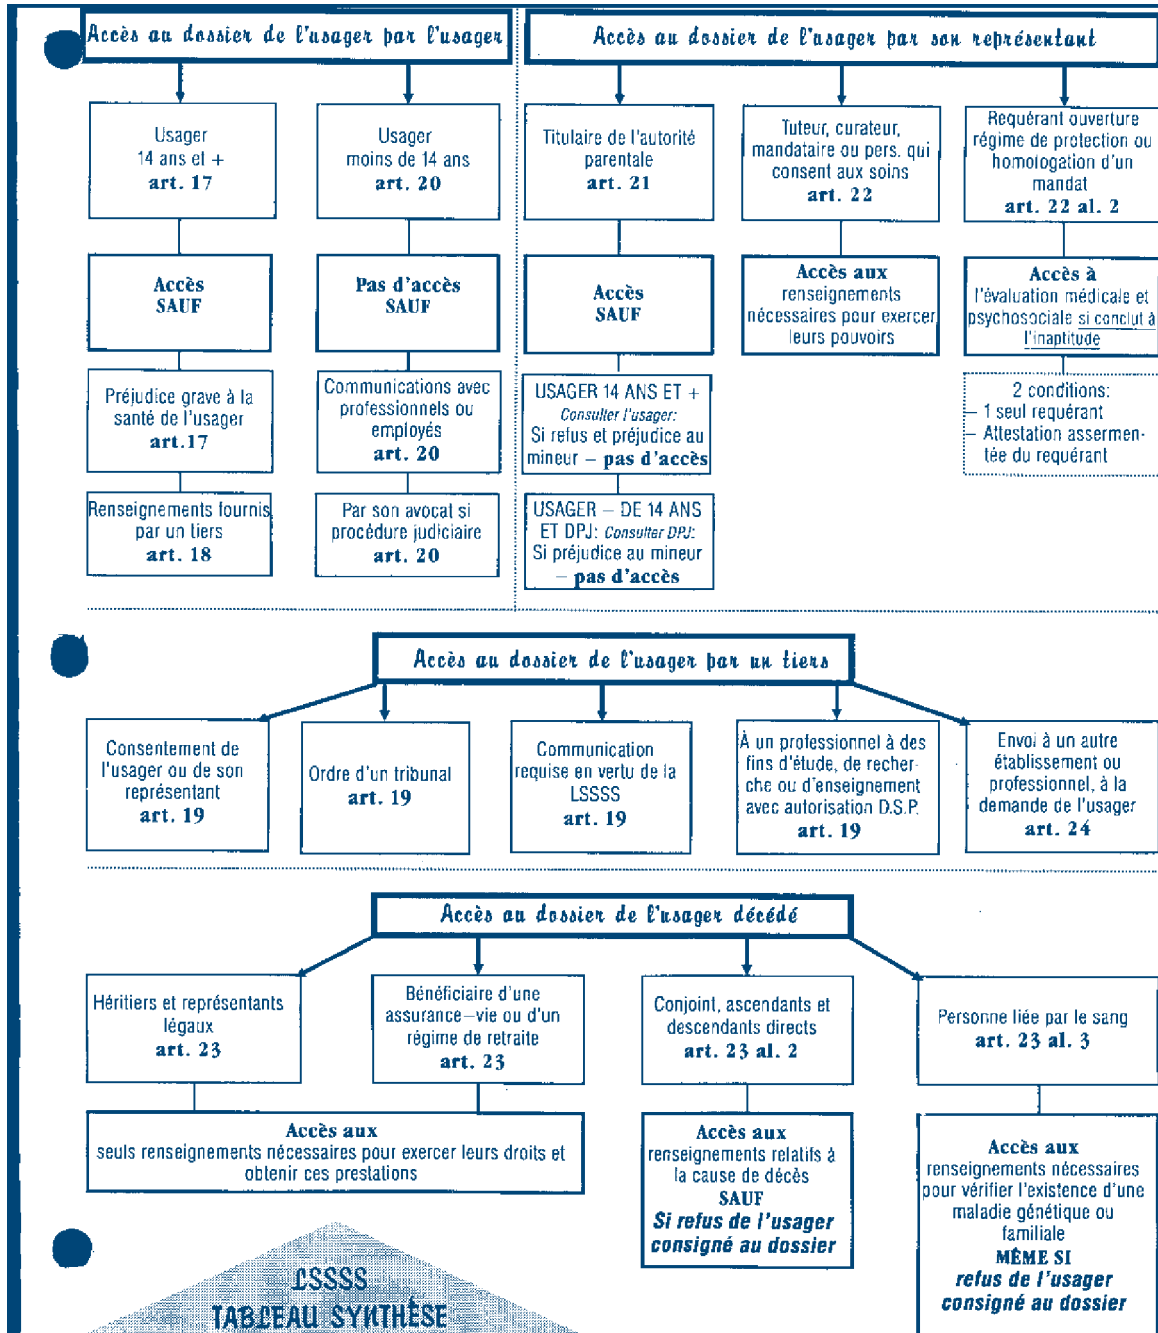 Accès au dossier de l'usager par l'usager
Usager
14 ans et +
art. 17
Accès
SAUF
Préjudice grave à la
santé de l'usager
art.17
Renseignements fournis
par un tiers
art. 18
Usager
moins de 14 ans
art. 20
Pas d'accès
SAUF
Communications avec
professionnels ou
employés
art. 20
Par son avocat si
procédure judiciaire
art. 20
Accès au dossier de l'usager par son représentant
Titulaire de l'autorité
parentale
art. 21
Accès
SAUF
USAGER 14 ANS ET +
Consulter l'usager:
Si refus et préjudice au
mineur – pas d'accès
USAGER – DE 14 ANS
ET DPJ: Consulter DPJ:
Si préjudice au mineur
– pas d'accès
Tuteur, curateur,
mandataire ou pers. qui
consent aux soins
art. 22
Accès aux
renseignements
nécessaires pour exercer
leurs pouvoirs
Requérant ouverture
régime de protection ou
homologation d'un
mandat
art. 22 al. 2
Accès à
l'évaluation médicale et
psychosociale si conclut à
l'inaptitude
2 conditions:
– 1 seul requérant
– Attestation assermen-
tée du requérant
Accès au dossier de l'usager par un tiers
Consentement de
l'usager ou de son
représentant
art. 19
Ordre d'un tribunal
art. 19
Communication
requise en vertu de la
LSSSS
art. 19
À un professionnel à des
fins d'étude, de recher-
che ou d'enseignement
avec autorisation D.S.P.
art. 19
Envoi à un autre
établissement ou
professionnel, à la
demande de l'usager
art. 24
Accès au dossier de l'usager décédé
Héritiers et représentants
légaux
art. 23
Bénéficiaire d'une
assurance–vie ou d'un
régime de retraite
art. 23
Accès aux
seuls renseignements nécessaires pour exercer leurs droits et
obtenir ces prestations
Conjoint, ascendants et
descendants directs
art. 23 al. 2
Accès aux
renseignements relatifs à
la cause de décès
SAUF
Si refus de l'usager
consigné au dossier
Personne liée par le sang
art. 23 al. 3
Accès aux
renseignements nécessaires
pour vérifier l'existence d'une
maladie génétique ou
familiale
MÊME SI
refus de l'usager
consigné au dossier
LSSSS
TABLEAU SYNTHÈSE